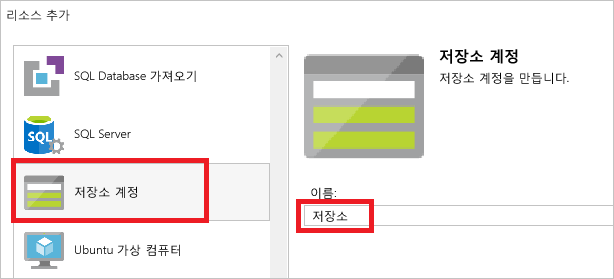 리소스 추가
SQL Database 가져오기
SQL
SQL Server
저장소 계정
Ubuntu 가상 컴퓨터
저장소 계정
저장소 계정을 만듭니다.
이름:
저장소